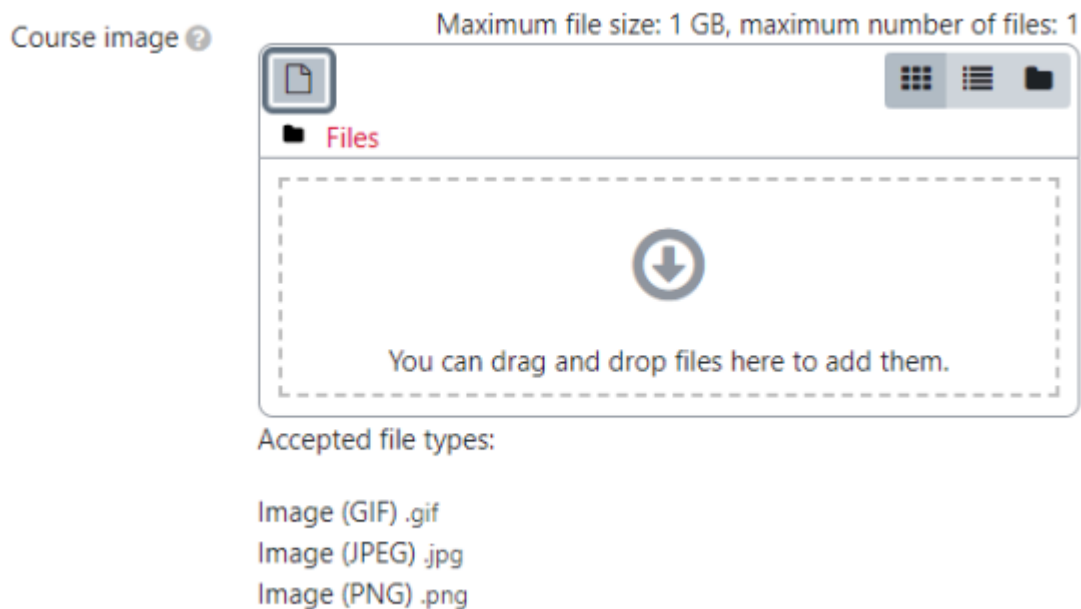 Course image
Maximum file size: 1 GB, maximum number of files: 1
Files
You can drag and drop files here to add them.
Accepted file types:
Image (GIF) .gif
Image (JPEG) .jpg
Image (PNG) .png